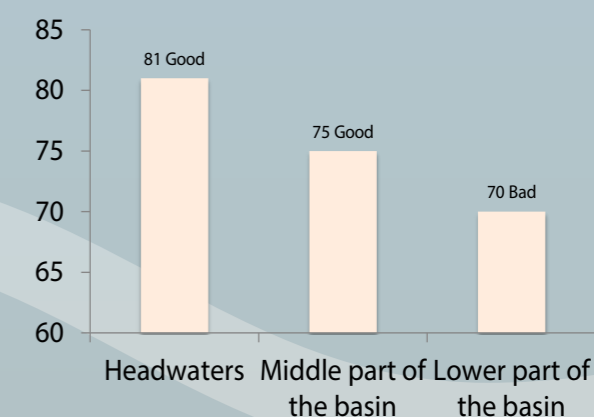 85
80
75
70
65
60
81 Good
75 Good
70 Bad
Headwaters
Middle part of
the basin
Lower part of
the basin